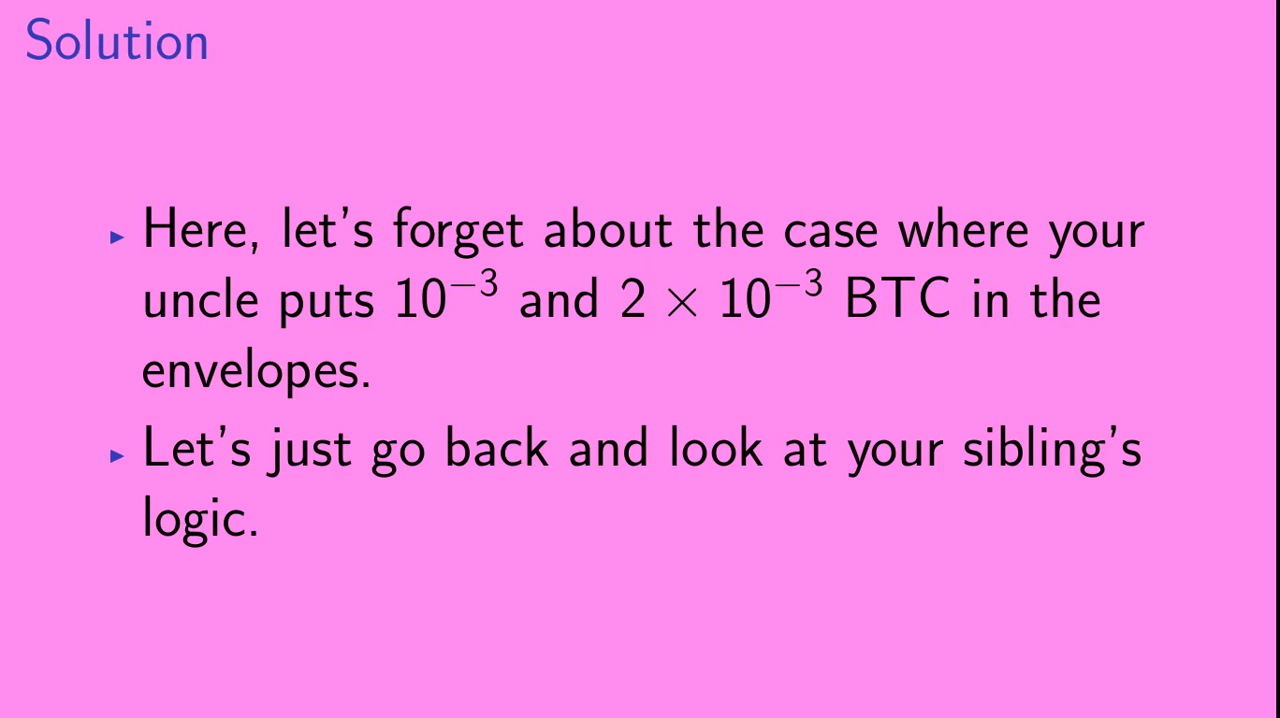 Solution
▸ Here, let's forget about the case where your
uncle puts 10⁻³ and 2 × 10⁻³ BTC in the
envelopes.
▸ Let's just go back and look at your sibling's
logic.